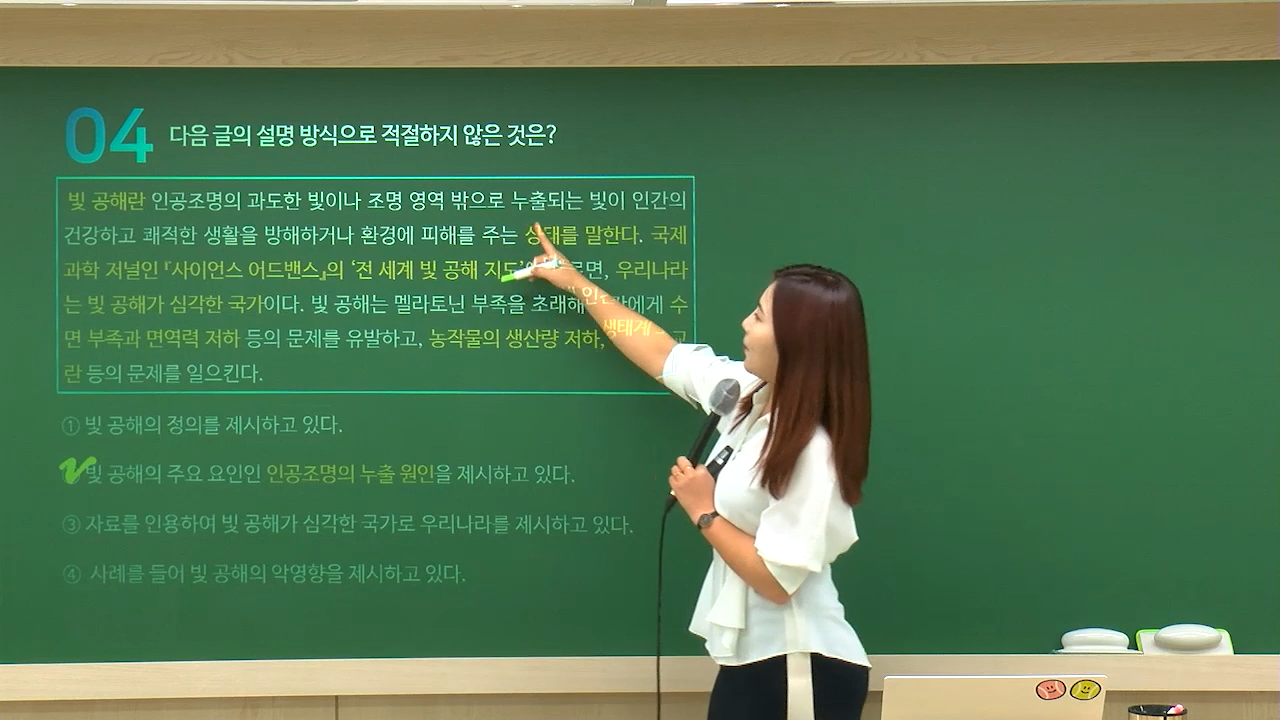 04 다음 글의 설명 방식으로 적절하지 않은 것은?
빛 공해란 인공조명의 과도한 빛이나 조명 영역 밖으로 누출되는 빛이 인간의
건강하고 쾌적한 생활을 방해하거나 환경에 피해를 주는 상태를 말한다. 국제
과학 저널인 『사이언스 어드밴스』의 '전 세계 빛 공해 지도' 우리나라
는 빛 공해가 심각한 국가이다. 빛 공해는 멜라토닌 부족을 초래해 수
면 부족과 면역력 저하 등의 문제를 유발하고, 농작물의 생산량 저하, 생태계 교
란 등의 문제를 일으킨다.
① 빛 공해의 정의를 제시하고 있다.
빛 공해의 주요 요인인 인공조명의 누출 원인을 제시하고 있다.
③ 자료를 인용하여 빛 공해가 심각한 국가로 우리나라를 제시하고 있다.
④ 사례를 들어 빛 공해의 악영향을 제시하고 있다.